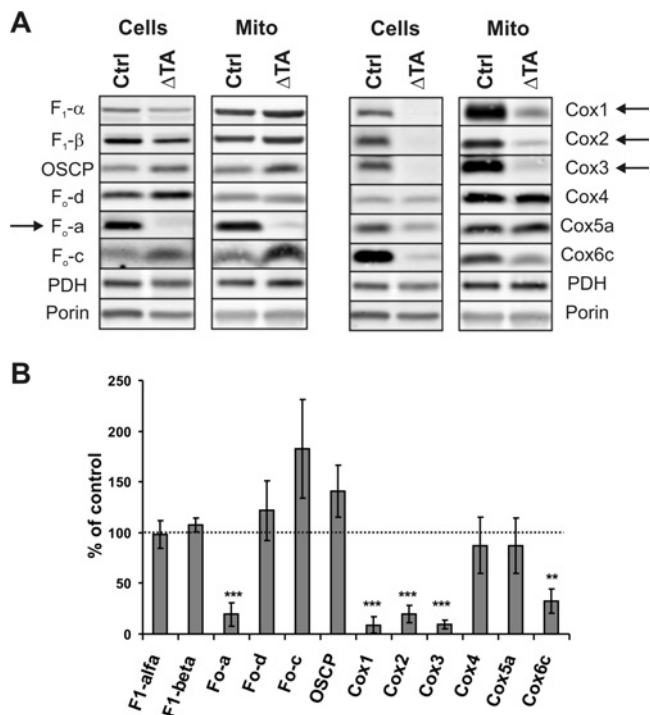 A
Cells Mito Cells Mito
Ctrl ΔTA Ctrl ΔTA Ctrl ΔTA Ctrl ΔTA
F₁-α Cox1
F₁-β Cox2
OSCP Cox3
Fₒ-d Cox4
Fₒ-a Cox5a
Fₒ-c Cox6c
PDH PDH
Porin Porin
B
% of control
250
200
150
100
50
0
*** *** *** *** **
F1-alfa F1-beta Fo-a Fo-d Fo-c OSCP Cox1 Cox2 Cox3 Cox4 Cox5a Cox6c